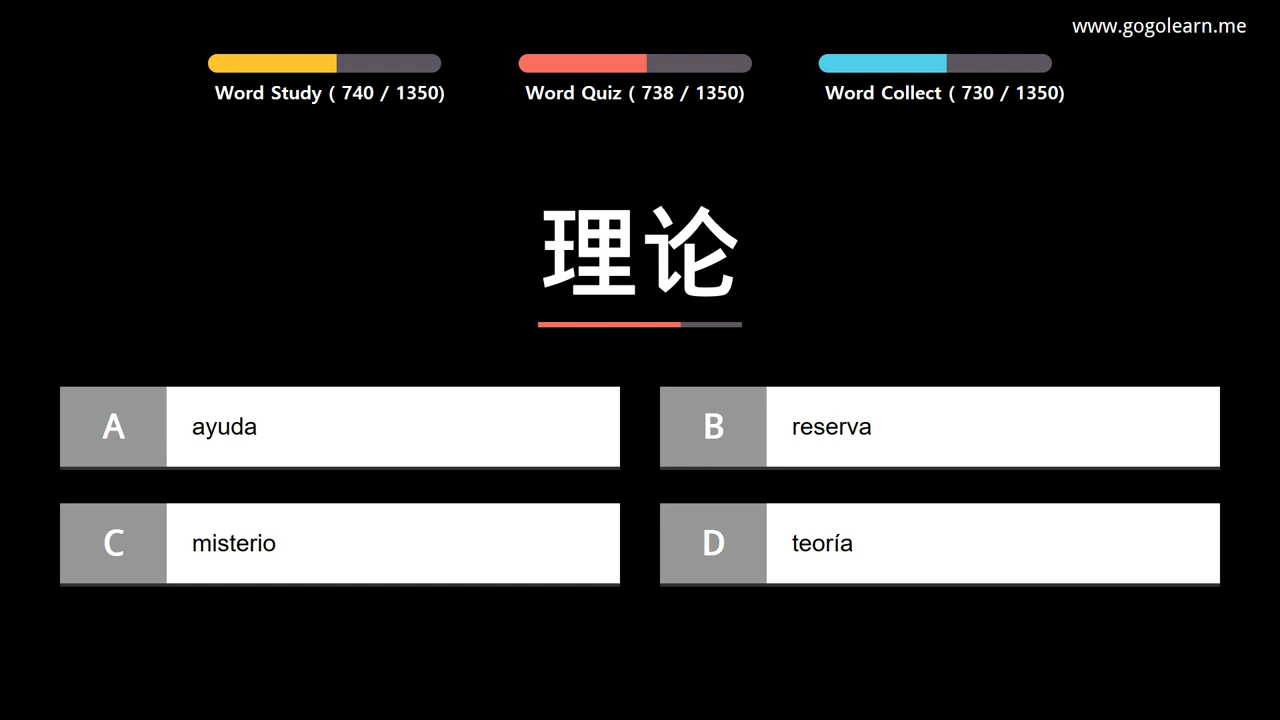 www.gogolearn.me
Word Study ( 740 / 1350)
Word Quiz ( 738 / 1350)
Word Collect ( 730 / 1350)
理论
A ayuda
B reserva
C misterio
D teoría